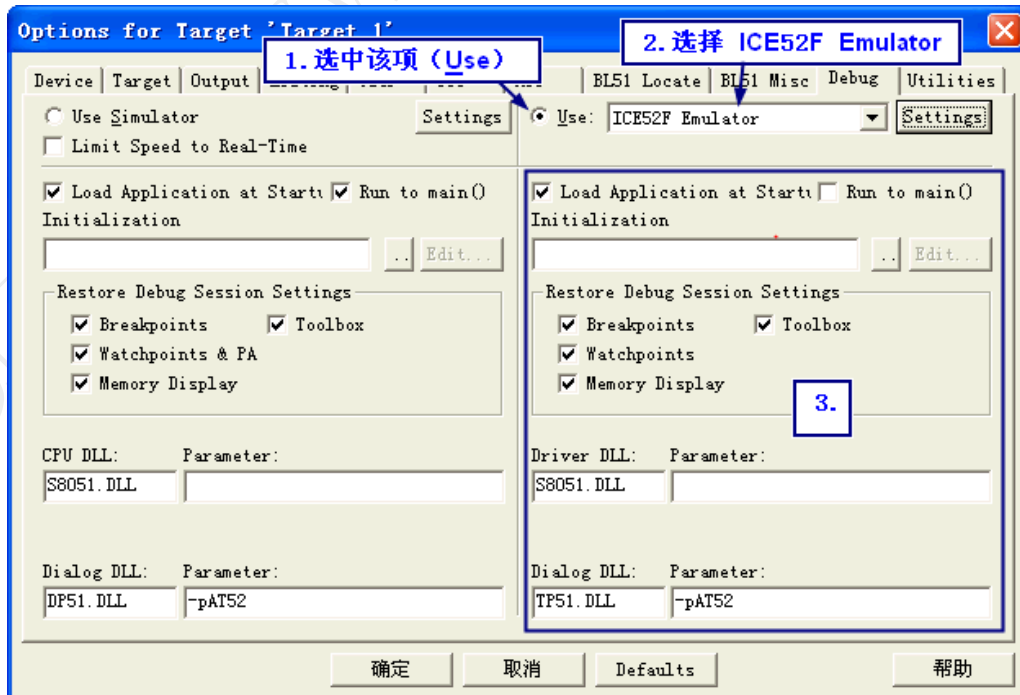 Options for Target 'Target 1'
1.选中该项（Use）
2.选择 ICE52F Emulator
Device Target Output BL51 Locate BL51 Misc Debug Utilities
Use Simulator Settings Use: ICE52F Emulator Settings
Limit Speed to Real-Time
Load Application at Startu Run to main() Load Application at Startu Run to main()
Initialization Initialization
.. Edit... .. Edit...
Restore Debug Session Settings Restore Debug Session Settings
Breakpoints Toolbox Breakpoints Toolbox
Watchpoints & PA Watchpoints
Memory Display Memory Display
3.
CPU DLL: Parameter: Driver DLL: Parameter:
S8051.DLL S8051.DLL
Dialog DLL: Parameter: Dialog DLL: Parameter:
DP51.DLL -pAT52 TP51.DLL -pAT52
确定 取消 Defaults 帮助